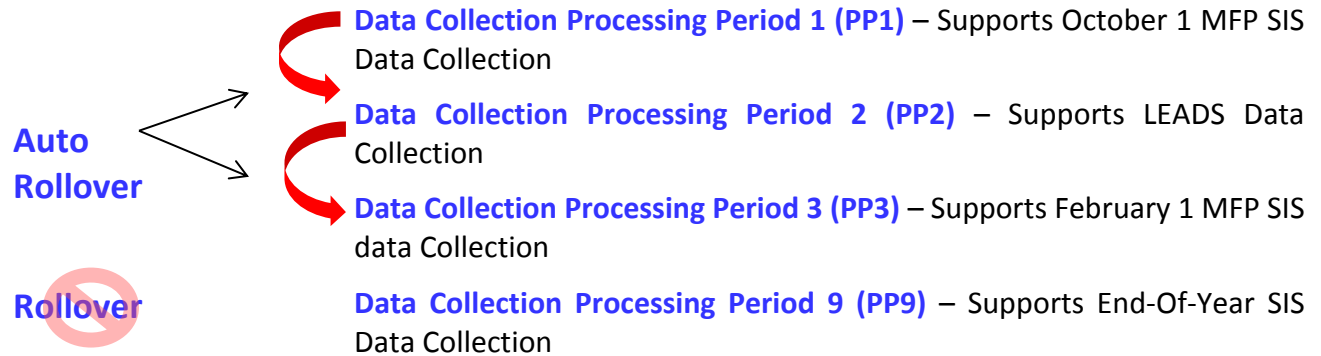 Data Collection Processing Period 1 (PP1) – Supports October 1 MFP SIS
Data Collection
Auto
Rollover
Data Collection Processing Period 2 (PP2) – Supports LEADS Data
Collection
Data Collection Processing Period 3 (PP3) – Supports February 1 MFP SIS
data Collection
Rollover
Data Collection Processing Period 9 (PP9) – Supports End-Of-Year SIS
Data Collection